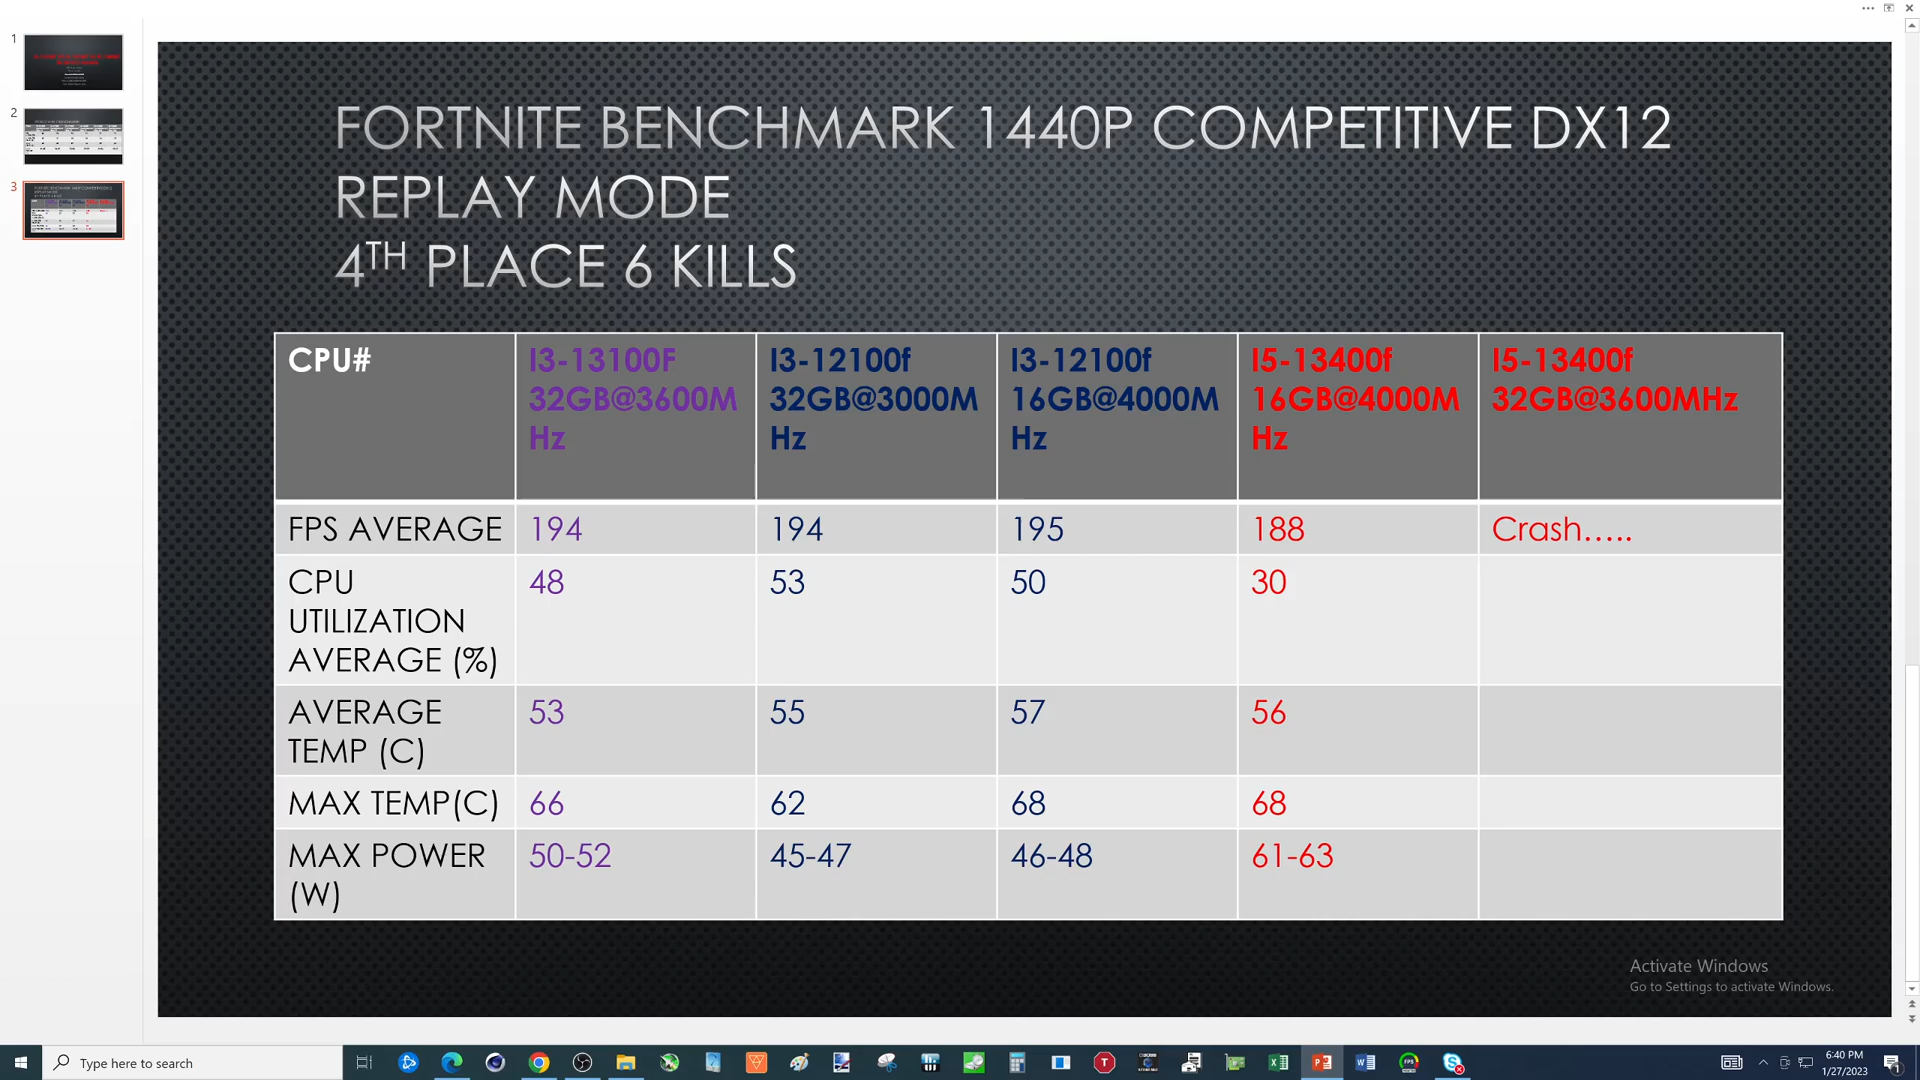 1
2
3
FORTNITE BENCHMARK 1440P COMPETITIVE DX12
REPLAY MODE
4TH PLACE 6 KILLS
CPU#
I3-13100F
32GB@3600M
Hz
I3-12100f
32GB@3000M
Hz
I3-12100f
16GB@4000M
Hz
I5-13400f
16GB@4000M
Hz
I5-13400f
32GB@3600MHz
FPS AVERAGE
194
194
195
188
Crash.....
CPU
UTILIZATION
AVERAGE (%)
48
53
50
30
AVERAGE
TEMP (C)
53
55
57
56
MAX TEMP(C)
66
62
68
68
MAX POWER
(W)
50-52
45-47
46-48
61-63
Activate Windows
Go to Settings to activate Windows.
Type here to search
6:40 PM
1/27/2023